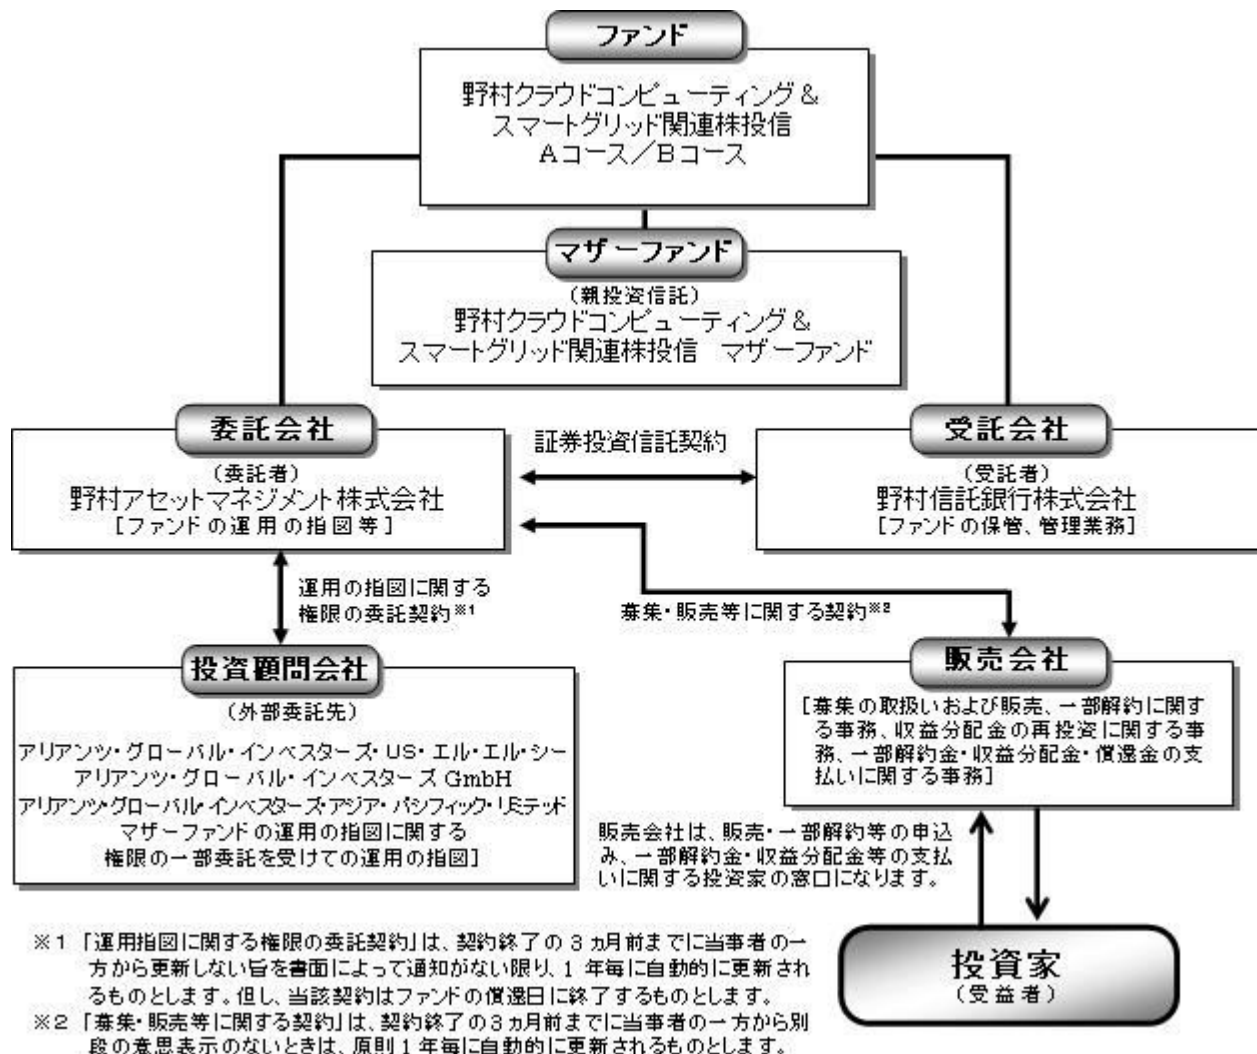 ファンド
野村クラウドコンピューティング&
スマートグリッド関連株投信
Aコース/Bコース
マザーファンド
(親投資信託)
野村クラウドコンピューティング&
スマートグリッド関連株投信 マザーファンド
委託会社
(委託者)
野村アセットマネジメント株式会社
[ファンドの運用の指図等]
証券投資信託契約
受託会社
(受託者)
野村信託銀行株式会社
[ファンドの保管、管理業務]
運用の指図に関する
権限の委託契約※1
募集・販売等に関する契約※2
投資顧問会社
(外部委託先)
アリアンツ・グローバル・インベスターズ・US・エル・エル・シー
アリアンツ・グローバル・インベスターズ GmbH
アリアンツ・グローバル・インベスターズ・アジア・パシフィック・リミテッド
マザーファンドの運用の指図に関する
権限の一部委託を受けての運用の指図]
販売会社
[募集の取扱いおよび販売、一部解約に関す
る事務、収益分配金の再投資に関する事
務、一部解約金・収益分配金・償還金の支
払いに関する事務]
販売会社は、販売・一部解約等の申込
み、一部解約金・収益分配金等の支払
いに関する投資家の窓口になります。
投資家
(受益者)
※1 「運用指図に関する権限の委託契約」は、契約終了の3ヵ月前までに当事者の一
方から更新しない旨を書面によって通知がない限り、1年毎に自動的に更新され
るものとします。但し、当該契約はファンドの償還日に終了するものとします。
※2 「募集・販売等に関する契約」は、契約終了の3ヵ月前までに当事者の一方から別
段の意思表示のないときは、原則1年毎に自動的に更新されるものとします。